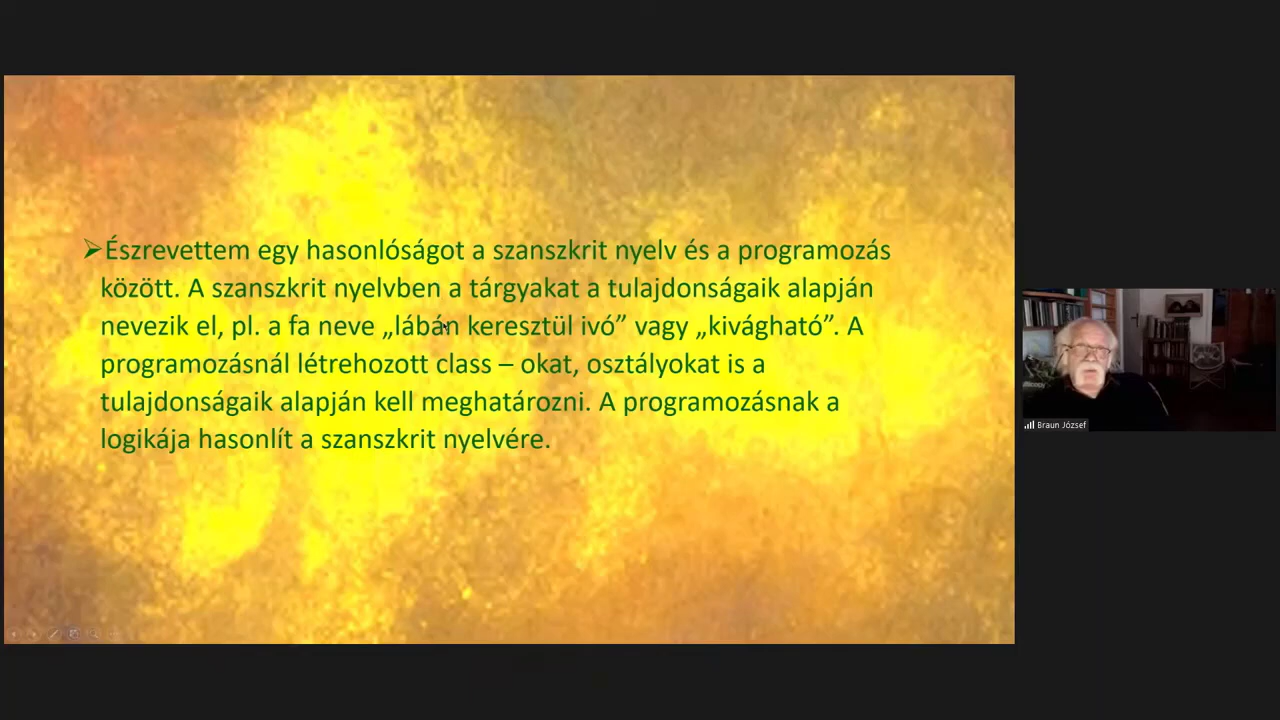 Észrevettem egy hasonlóságot a szanszkrit nyelv és a programozás
között. A szanszkrit nyelvben a tárgyakat a tulajdonságaik alapján
nevezik el, pl. a fa neve „lábán keresztül ivó” vagy „kivágható”. A
programozásnál létrehozott class – okat, osztályokat is a
tulajdonságaik alapján kell meghatározni. A programozásnak a
logikája hasonlít a szanszkrit nyelvére.
Braun József